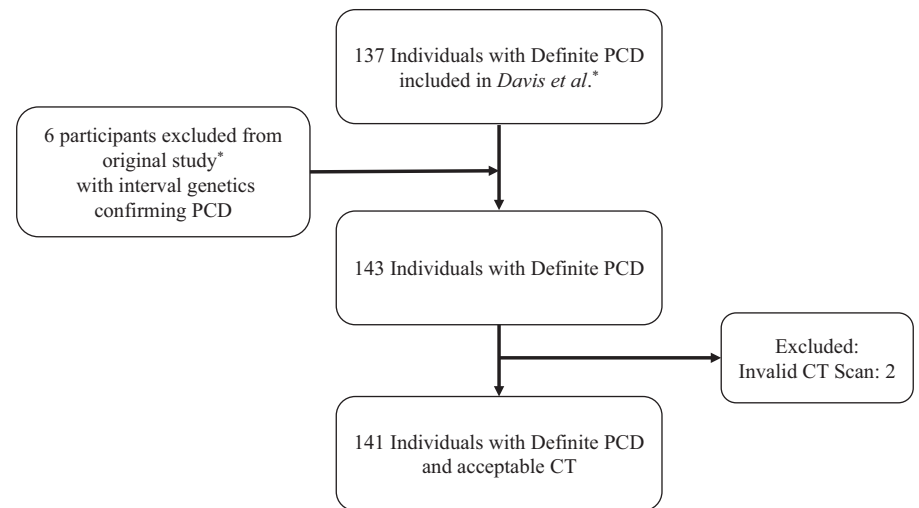 137 Individuals with Definite PCD
included in Davis et al.*
6 participants excluded from
original study*
with interval genetics
confirming PCD
143 Individuals with Definite PCD
Excluded:
Invalid CT Scan: 2
141 Individuals with Definite PCD
and acceptable CT